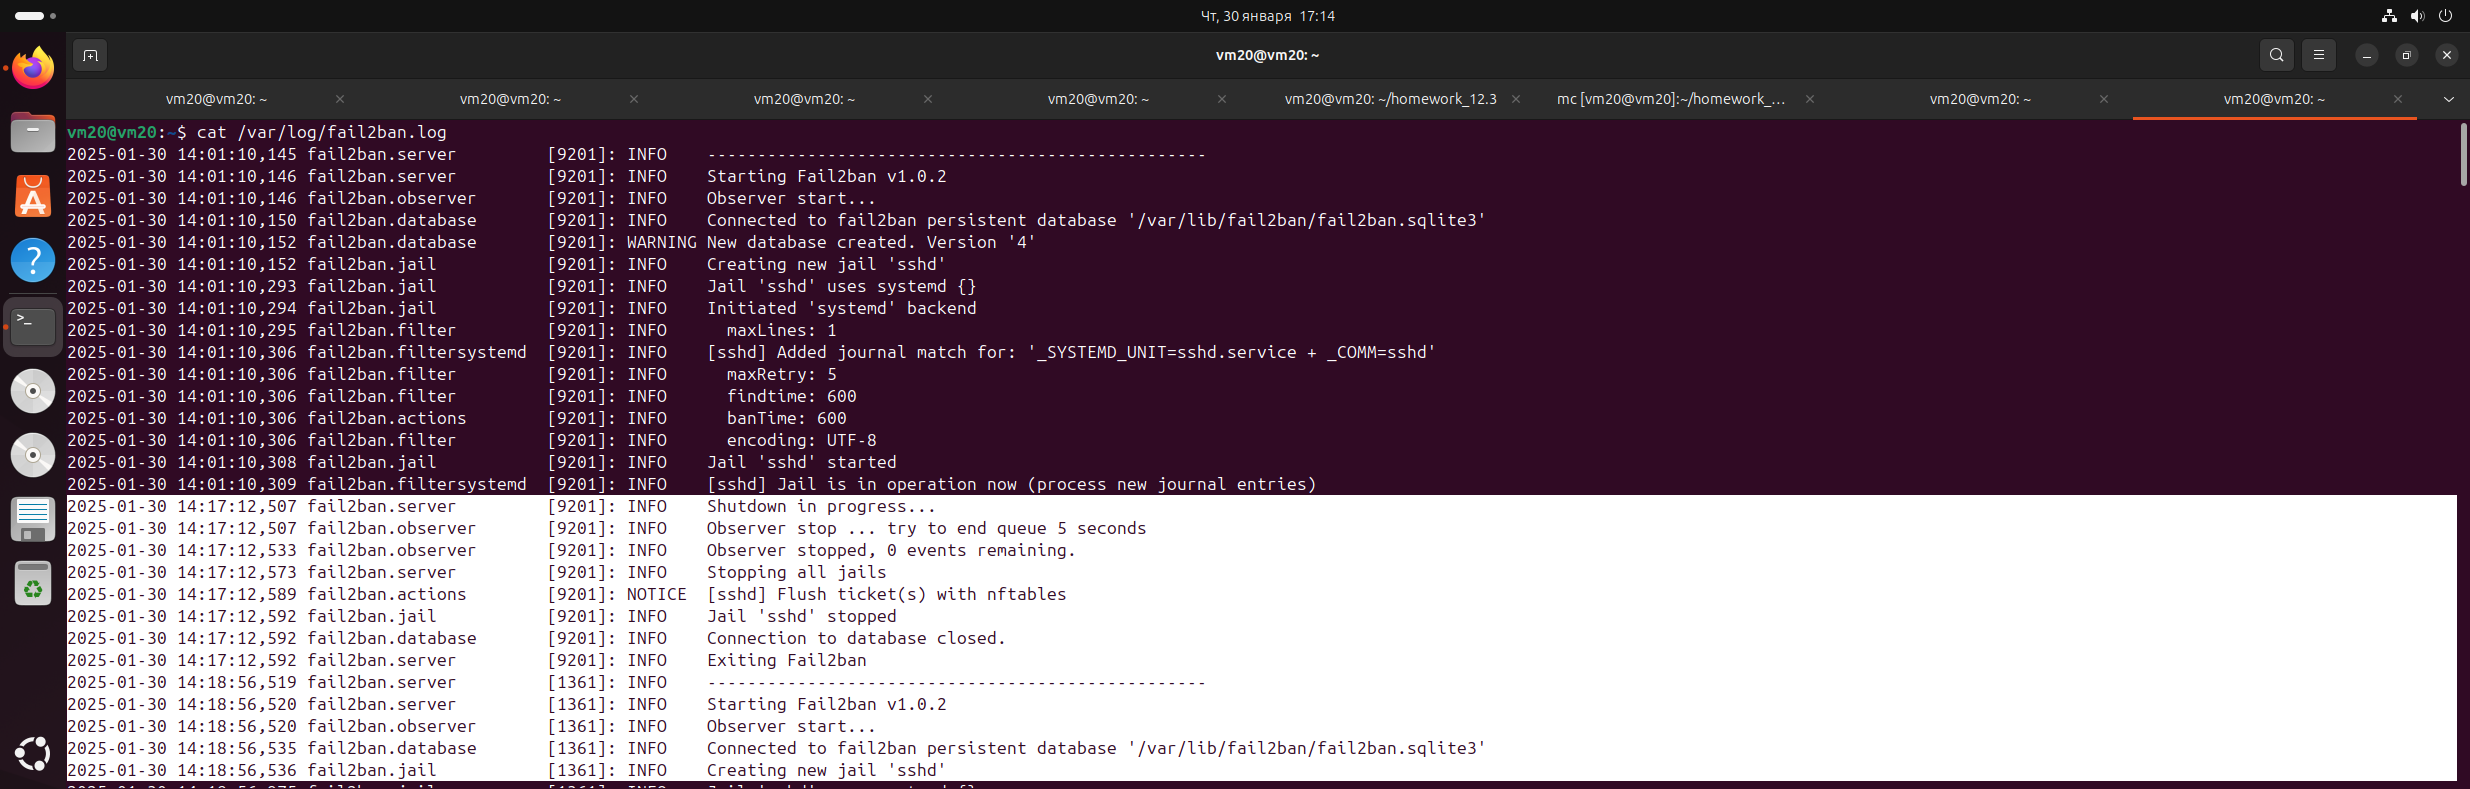 Чт, 30 января 17:14
vm20@vm20: ~
vm20@vm20: ~
vm20@vm20: ~
vm20@vm20: ~
vm20@vm20: ~
vm20@vm20: ~/homework_12.3
mc [vm20@vm20]:~/homework_...
vm20@vm20: ~
vm20@vm20: ~
vm20@vm20:~$ cat /var/log/fail2ban.log
2025-01-30 14:01:10,145 fail2ban.server         [9201]: INFO    --------------------------------------------------
2025-01-30 14:01:10,146 fail2ban.server         [9201]: INFO    Starting Fail2ban v1.0.2
2025-01-30 14:01:10,146 fail2ban.observer       [9201]: INFO    Observer start...
2025-01-30 14:01:10,150 fail2ban.database       [9201]: INFO    Connected to fail2ban persistent database '/var/lib/fail2ban/fail2ban.sqlite3'
2025-01-30 14:01:10,152 fail2ban.database       [9201]: WARNING New database created. Version '4'
2025-01-30 14:01:10,152 fail2ban.jail           [9201]: INFO    Creating new jail 'sshd'
2025-01-30 14:01:10,293 fail2ban.jail           [9201]: INFO    Jail 'sshd' uses systemd {}
2025-01-30 14:01:10,294 fail2ban.jail           [9201]: INFO    Initiated 'systemd' backend
2025-01-30 14:01:10,295 fail2ban.filter         [9201]: INFO      maxLines: 1
2025-01-30 14:01:10,306 fail2ban.filtersystemd  [9201]: INFO    [sshd] Added journal match for: '_SYSTEMD_UNIT=sshd.service + _COMM=sshd'
2025-01-30 14:01:10,306 fail2ban.filter         [9201]: INFO      maxRetry: 5
2025-01-30 14:01:10,306 fail2ban.filter         [9201]: INFO      findtime: 600
2025-01-30 14:01:10,306 fail2ban.actions        [9201]: INFO      banTime: 600
2025-01-30 14:01:10,306 fail2ban.filter         [9201]: INFO      encoding: UTF-8
2025-01-30 14:01:10,308 fail2ban.jail           [9201]: INFO    Jail 'sshd' started
2025-01-30 14:01:10,309 fail2ban.filtersystemd  [9201]: INFO    [sshd] Jail is in operation now (process new journal entries)
2025-01-30 14:17:12,507 fail2ban.server         [9201]: INFO    Shutdown in progress...
2025-01-30 14:17:12,507 fail2ban.observer       [9201]: INFO    Observer stop ... try to end queue 5 seconds
2025-01-30 14:17:12,533 fail2ban.observer       [9201]: INFO    Observer stopped, 0 events remaining.
2025-01-30 14:17:12,573 fail2ban.server         [9201]: INFO    Stopping all jails
2025-01-30 14:17:12,589 fail2ban.actions        [9201]: NOTICE  [sshd] Flush ticket(s) with nftables
2025-01-30 14:17:12,592 fail2ban.jail           [9201]: INFO    Jail 'sshd' stopped
2025-01-30 14:17:12,592 fail2ban.database       [9201]: INFO    Connection to database closed.
2025-01-30 14:17:12,592 fail2ban.server         [9201]: INFO    Exiting Fail2ban
2025-01-30 14:18:56,519 fail2ban.server         [1361]: INFO    --------------------------------------------------
2025-01-30 14:18:56,520 fail2ban.server         [1361]: INFO    Starting Fail2ban v1.0.2
2025-01-30 14:18:56,520 fail2ban.observer       [1361]: INFO    Observer start...
2025-01-30 14:18:56,535 fail2ban.database       [1361]: INFO    Connected to fail2ban persistent database '/var/lib/fail2ban/fail2ban.sqlite3'
2025-01-30 14:18:56,536 fail2ban.jail           [1361]: INFO    Creating new jail 'sshd'